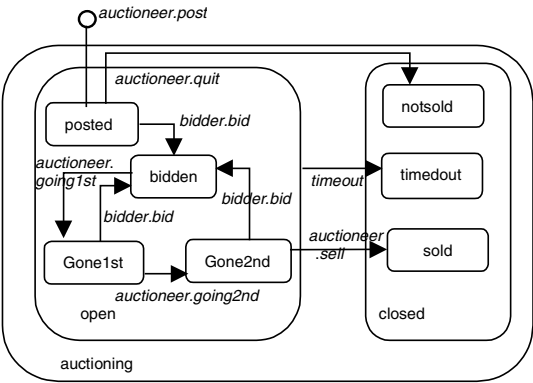 auctioneer.post
auctioneer.quit
notsold
posted
bidder.bid
auctioneer.
going1st
bidden
timeout
timedout
bidder.bid
bidder.bid
auctioneer
.sell
sold
Gone1st
Gone2nd
auctioneer.going2nd
open
closed
auctioning